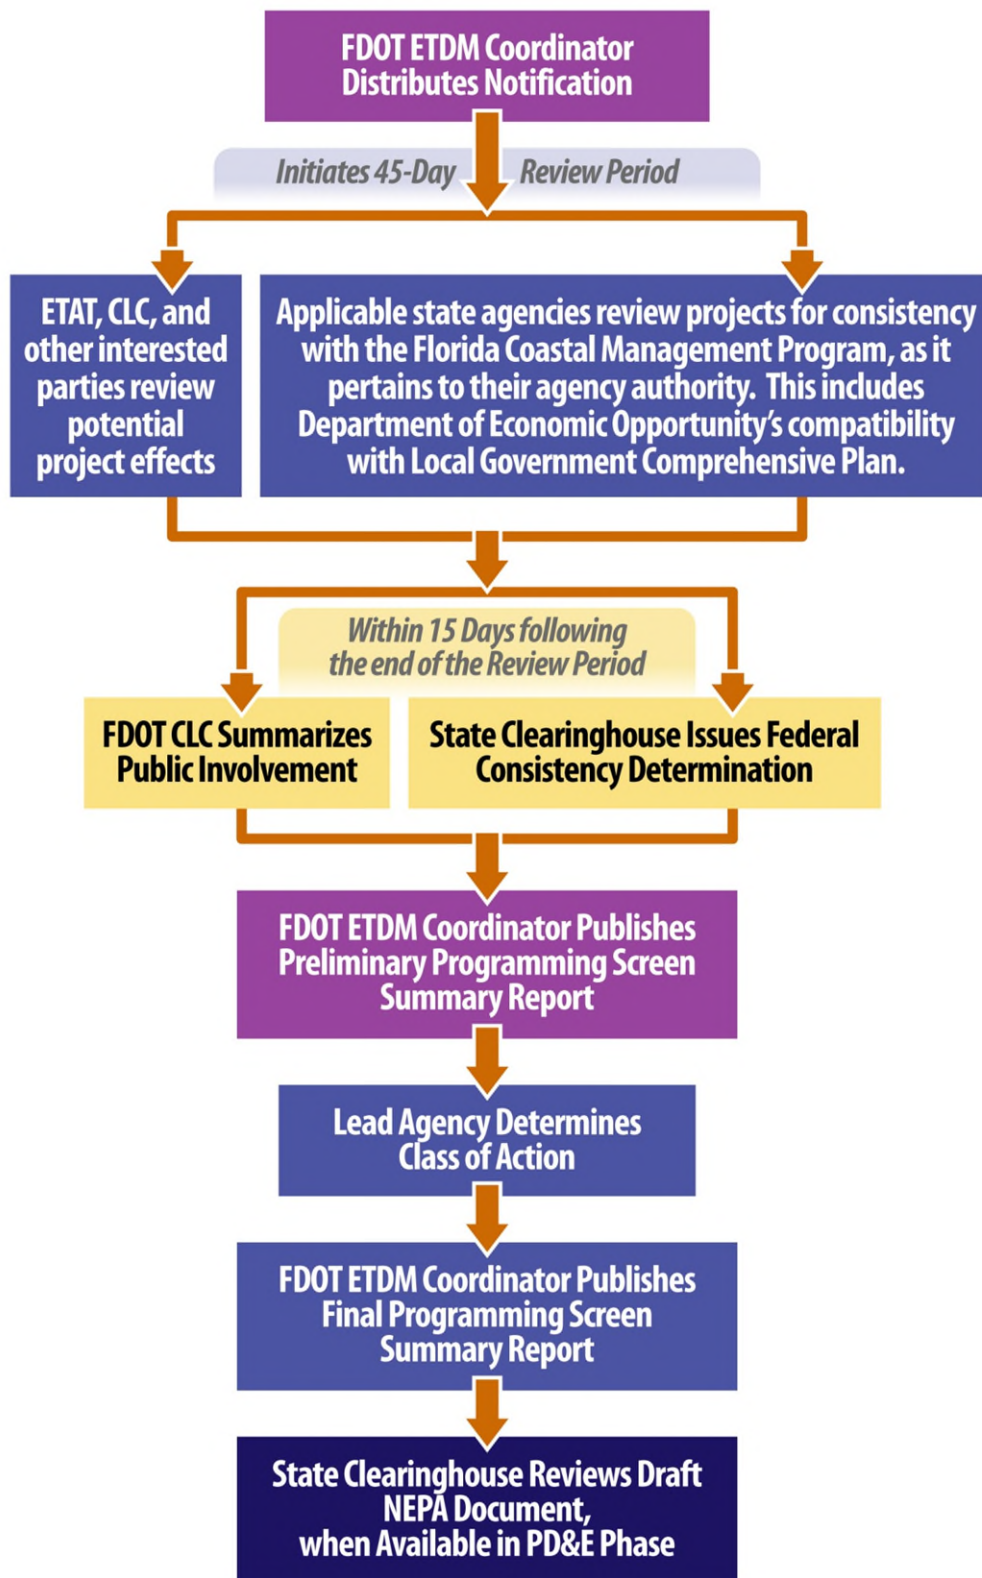 FDOT ETDM Coordinator
Distributes Notification
Initiates 45-Day Review Period
ETAT, CLC, and
other interested
parties review
potential
project effects
Applicable state agencies review projects for consistency
with the Florida Coastal Management Program, as it
pertains to their agency authority.  This includes
Department of Economic Opportunity's compatibility
with Local Government Comprehensive Plan.
Within 15 Days following
the end of the Review Period
FDOT CLC Summarizes
Public Involvement
State Clearinghouse Issues Federal
Consistency Determination
FDOT ETDM Coordinator Publishes
Preliminary Programming Screen
Summary Report
Lead Agency Determines
Class of Action
FDOT ETDM Coordinator Publishes
Final Programming Screen
Summary Report
State Clearinghouse Reviews Draft
NEPA Document,
when Available in PD&E Phase